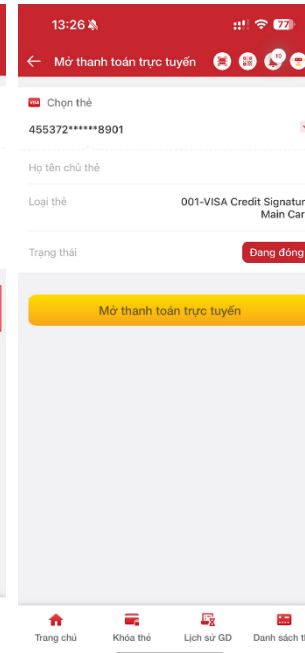 13:26
77
Mở thanh toán trực tuyến
10
VISA Chọn thẻ
455372******8901
Họ tên chủ thẻ
Loại thẻ
001-VISA Credit Signatur
Main Car
Trạng thái
Đang đóng
Mở thanh toán trực tuyến
Trang chủ
Khóa thẻ
Lịch sử GD
Danh sách t